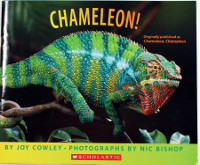 CHAMELEON!
Originally published as
Chameleon, Chameleon
BY JOY COWLEY • PHOTOGRAPHS BY NIC BISHOP
SCHOLASTIC